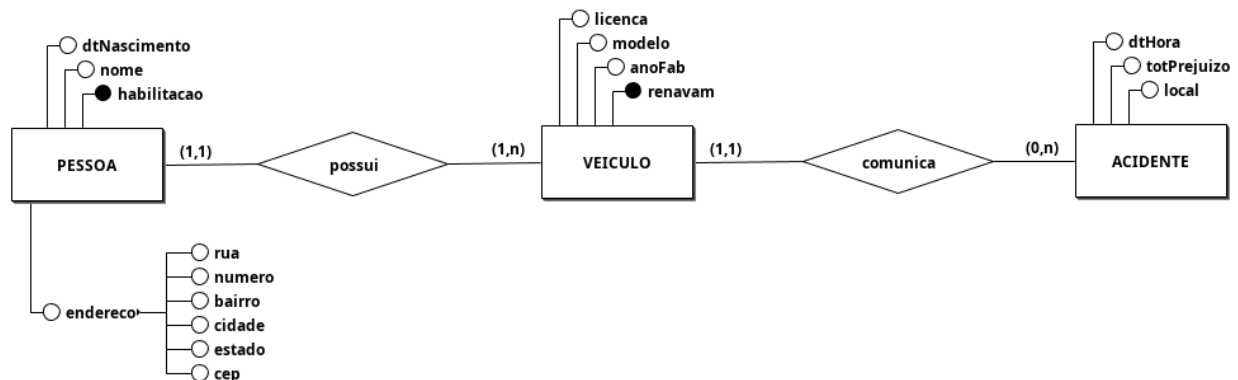 dtNascimento
nome
habilitacao
PESSOA
(1,1)
possui
(1,n)
licenca
modelo
anoFab
renavam
VEICULO
(1,1)
comunica
(0,n)
dtHora
totPrejuizo
local
ACIDENTE
endereco
rua
numero
bairro
cidade
estado
cep